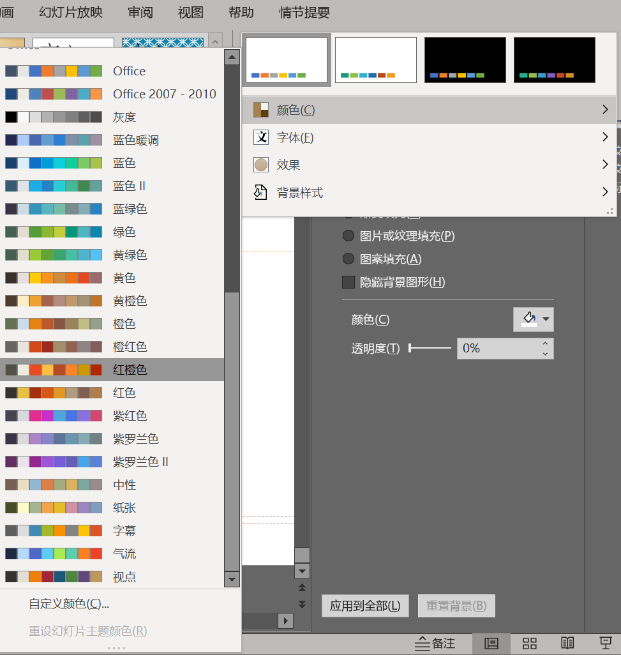 画 幻灯片放映 审阅 视图 帮助 情节提要
Office
Office 2007 - 2010
灰度
蓝色暖调
蓝色
蓝色 II
蓝绿色
绿色
黄绿色
黄色
黄橙色
橙色
橙红色
红橙色
红色
紫红色
紫罗兰色
紫罗兰色 II
中性
纸张
字幕
气流
视点
自定义颜色(C)...
重设幻灯片主题颜色(R)
颜色(C)
字体(F)
效果
背景样式
图片或纹理填充(P)
图案填充(A)
隐藏背景图形(H)
颜色(C)
透明度(T) 0%
应用到全部(L) 重置背景(B)
备注